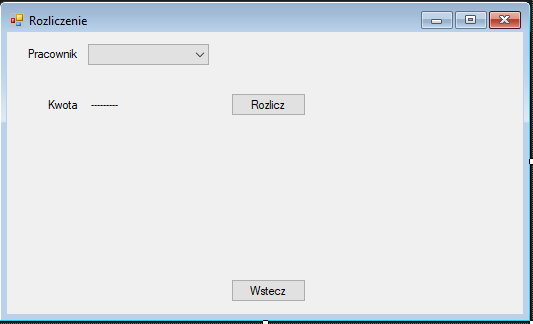 Rozliczenie
Pracownik
Kwota ---------
Rozlicz
Wstecz